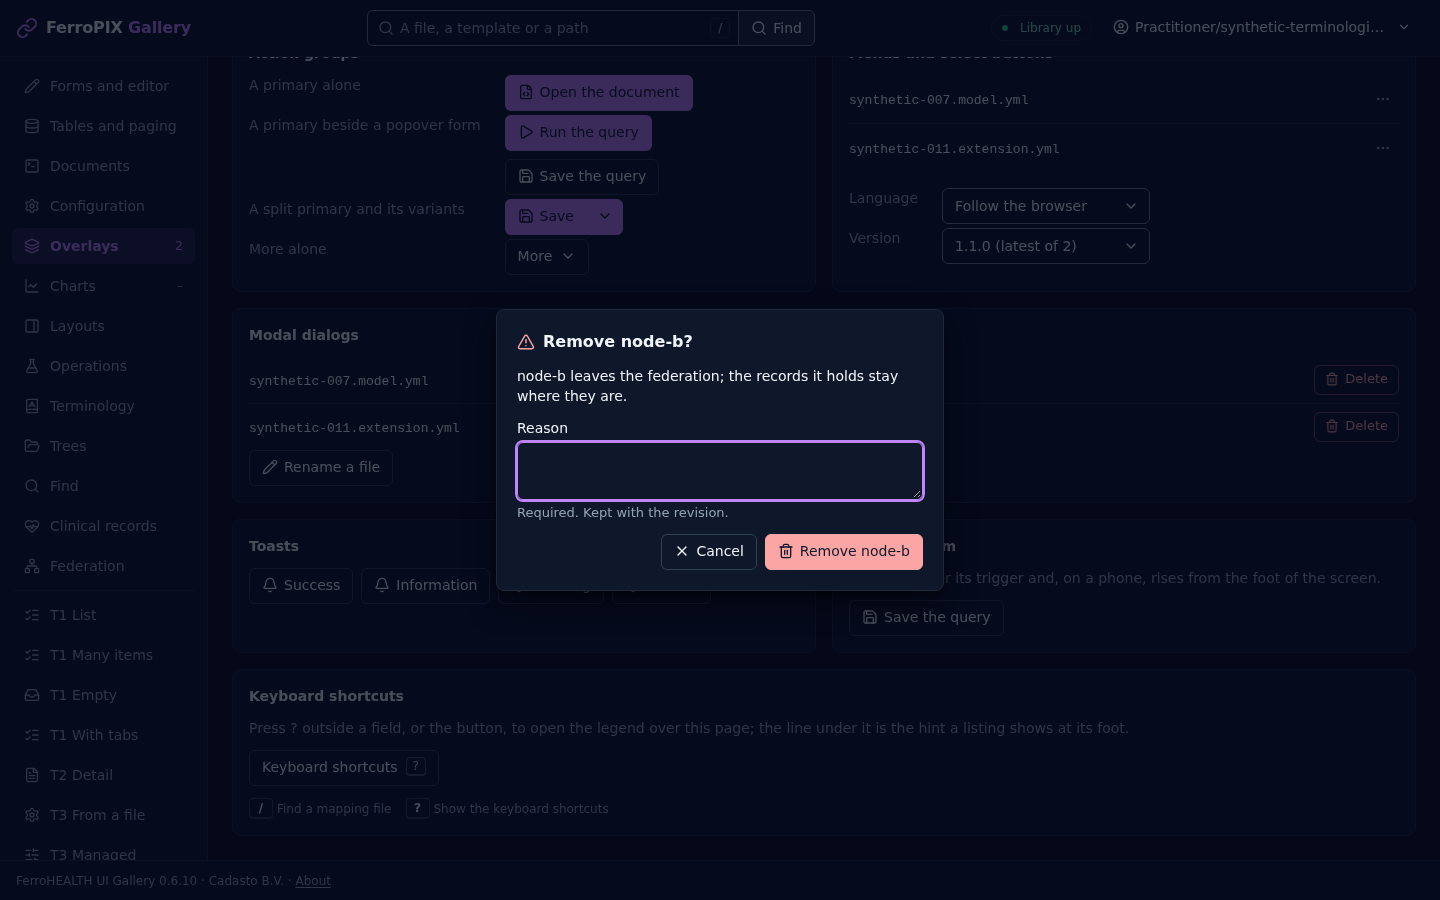 FerroPIX Gallery
A file, a template or a path
/
Find
Library up
Practitioner/synthetic-terminologi...
Forms and editor
Tables and paging
Documents
Configuration
Overlays 2
Charts –
Layouts
Operations
Terminology
Trees
Find
Clinical records
Federation
T1 List
T1 Many items
T1 Empty
T1 With tabs
T2 Detail
T3 From a file
T3 Managed
A primary alone
Open the document
A primary beside a popover form
Run the query
Save the query
A split primary and its variants
Save
More alone
More
synthetic-007.model.yml
synthetic-011.extension.yml
Language
Follow the browser
Version
1.1.0 (latest of 2)
Modal dialogs
synthetic-007.model.yml
synthetic-011.extension.yml
Rename a file
Delete
Delete
Remove node-b?
node-b leaves the federation; the records it holds stay
where they are.
Reason
Required. Kept with the revision.
Cancel
Remove node-b
Toasts
Success
Information
its trigger and, on a phone, rises from the foot of the screen.
Save the query
Keyboard shortcuts
Press ? outside a field, or the button, to open the legend over this page; the line under it is the hint a listing shows at its foot.
Keyboard shortcuts ?
/ Find a mapping file ? Show the keyboard shortcuts
FerroHEALTH UI Gallery 0.6.10 · Cadasto B.V. · About